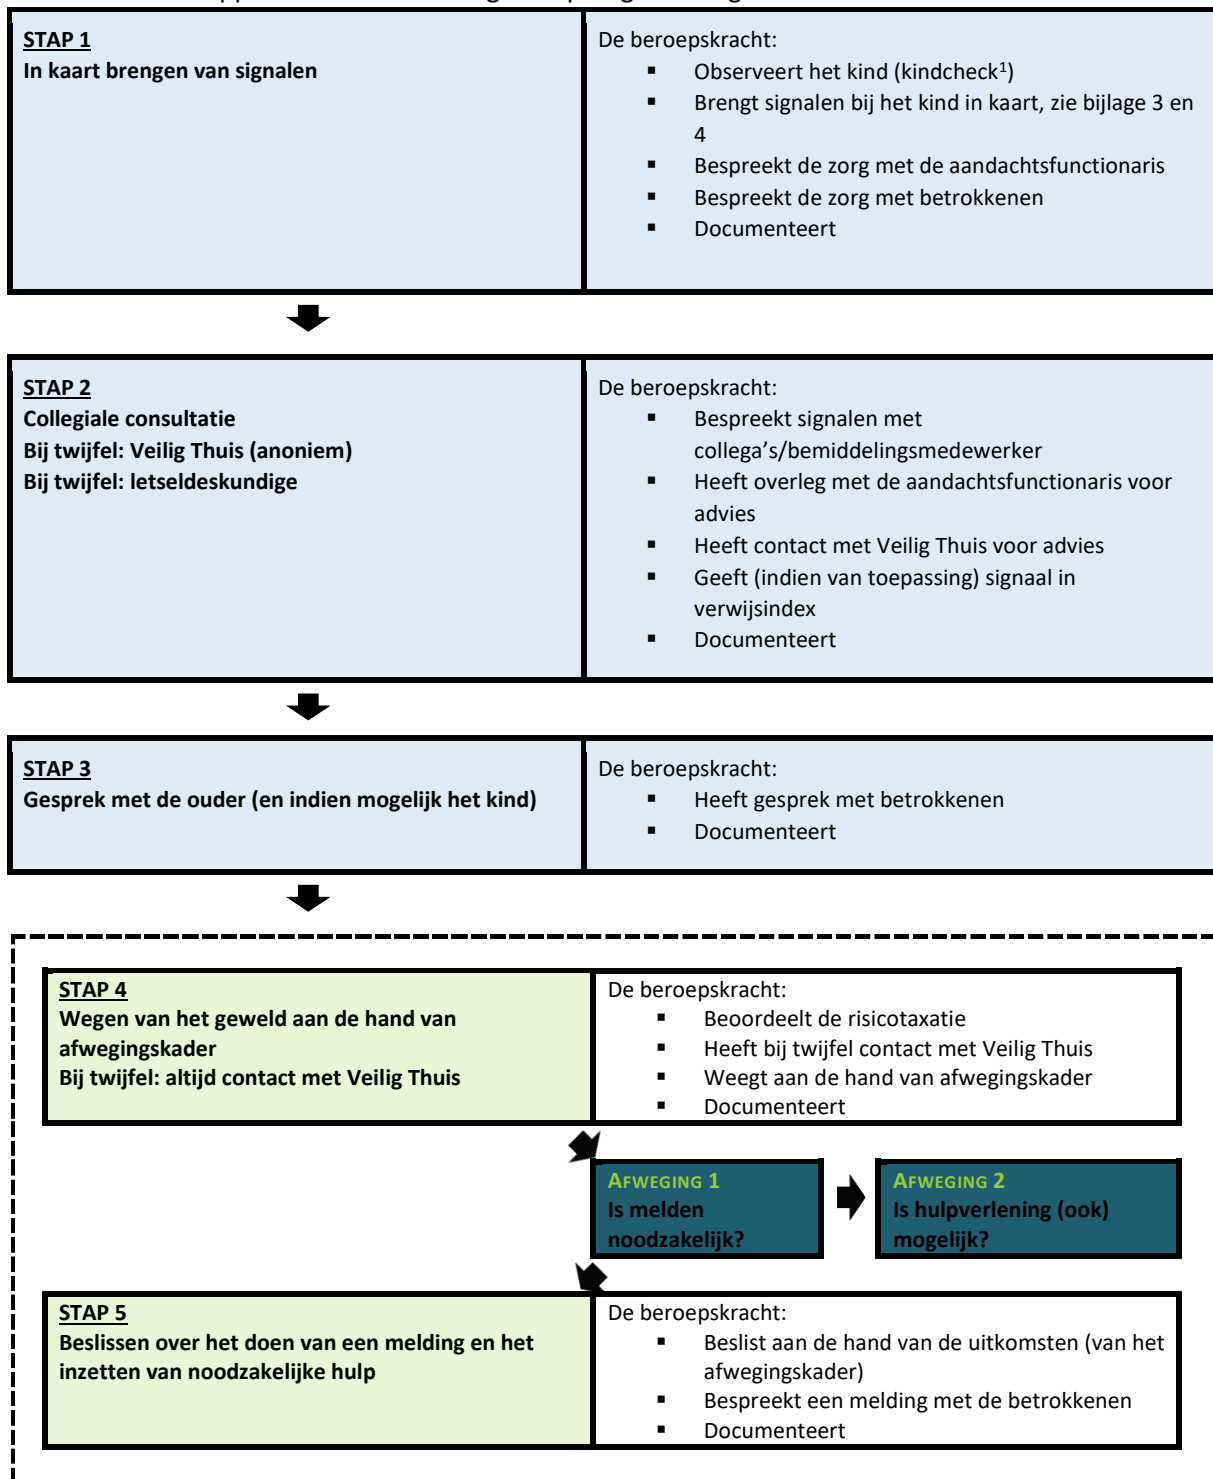 STAP 1
In kaart brengen van signalen
De beroepskracht:
▪ Observeert het kind (kindcheck¹)
▪ Brengt signalen bij het kind in kaart, zie bijlage 3 en
4
▪ Bespreekt de zorg met de aandachtsfunctionaris
▪ Bespreekt de zorg met betrokkenen
▪ Documenteert
STAP 2
Collegiale consultatie
Bij twijfel: Veilig Thuis (anoniem)
Bij twijfel: letseldeskundige
De beroepskracht:
▪ Bespreekt signalen met
collega’s/bemiddelingsmedewerker
▪ Heeft overleg met de aandachtsfunctionaris voor
advies
▪ Heeft contact met Veilig Thuis voor advies
▪ Geeft (indien van toepassing) signaal in
verwijsindex
▪ Documenteert
STAP 3
Gesprek met de ouder (en indien mogelijk het kind)
De beroepskracht:
▪ Heeft gesprek met betrokkenen
▪ Documenteert
STAP 4
Wegen van het geweld aan de hand van
afwegingskader
Bij twijfel: altijd contact met Veilig Thuis
De beroepskracht:
▪ Beoordeelt de risicotaxatie
▪ Heeft bij twijfel contact met Veilig Thuis
▪ Weegt aan de hand van afwegingskader
▪ Documenteert
AFWEGING 1
Is melden
noodzakelijk?
AFWEGING 2
Is hulpverlening (ook)
mogelijk?
STAP 5
Beslissen over het doen van een melding en het
inzetten van noodzakelijke hulp
De beroepskracht:
▪ Beslist aan de hand van de uitkomsten (van het
afwegingskader)
▪ Bespreekt een melding met de betrokkenen
▪ Documenteert